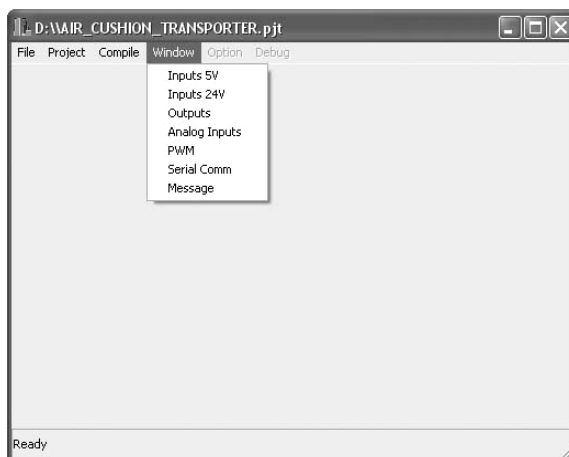 D:\\AIR_CUSHION_TRANSPORTER.pjt
File Project Compile Window Option Debug
Inputs 5V
Inputs 24V
Outputs
Analog Inputs
PWM
Serial Comm
Message
Ready